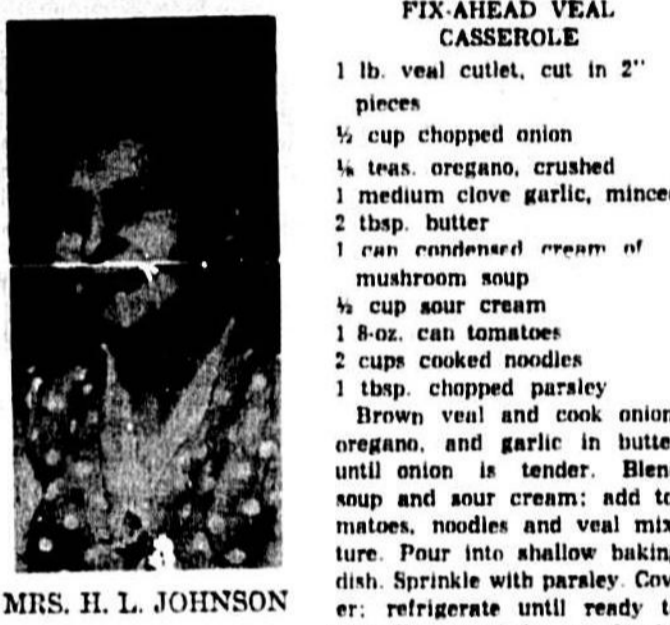 FIX-AHEAD VEAL
CASSEROLE
1 lb. veal cutlet, cut in 2"
pieces
½ cup chopped onion
⅛ teas. oregano, crushed
1 medium clove garlic, mince
2 tbsp. butter
1 can condensed cream of
mushroom soup
½ cup sour cream
1 8-oz. can tomatoes
2 cups cooked noodles
1 tbsp. chopped parsley
Brown veal and cook onion
oregano, and garlic in butte
until onion is tender. Blen
soup and sour cream; add to
matoes, noodles and veal mix
ture. Pour into shallow bakin
dish. Sprinkle with parsley. Cov
er; refrigerate until ready t
MRS. H. L. JOHNSON